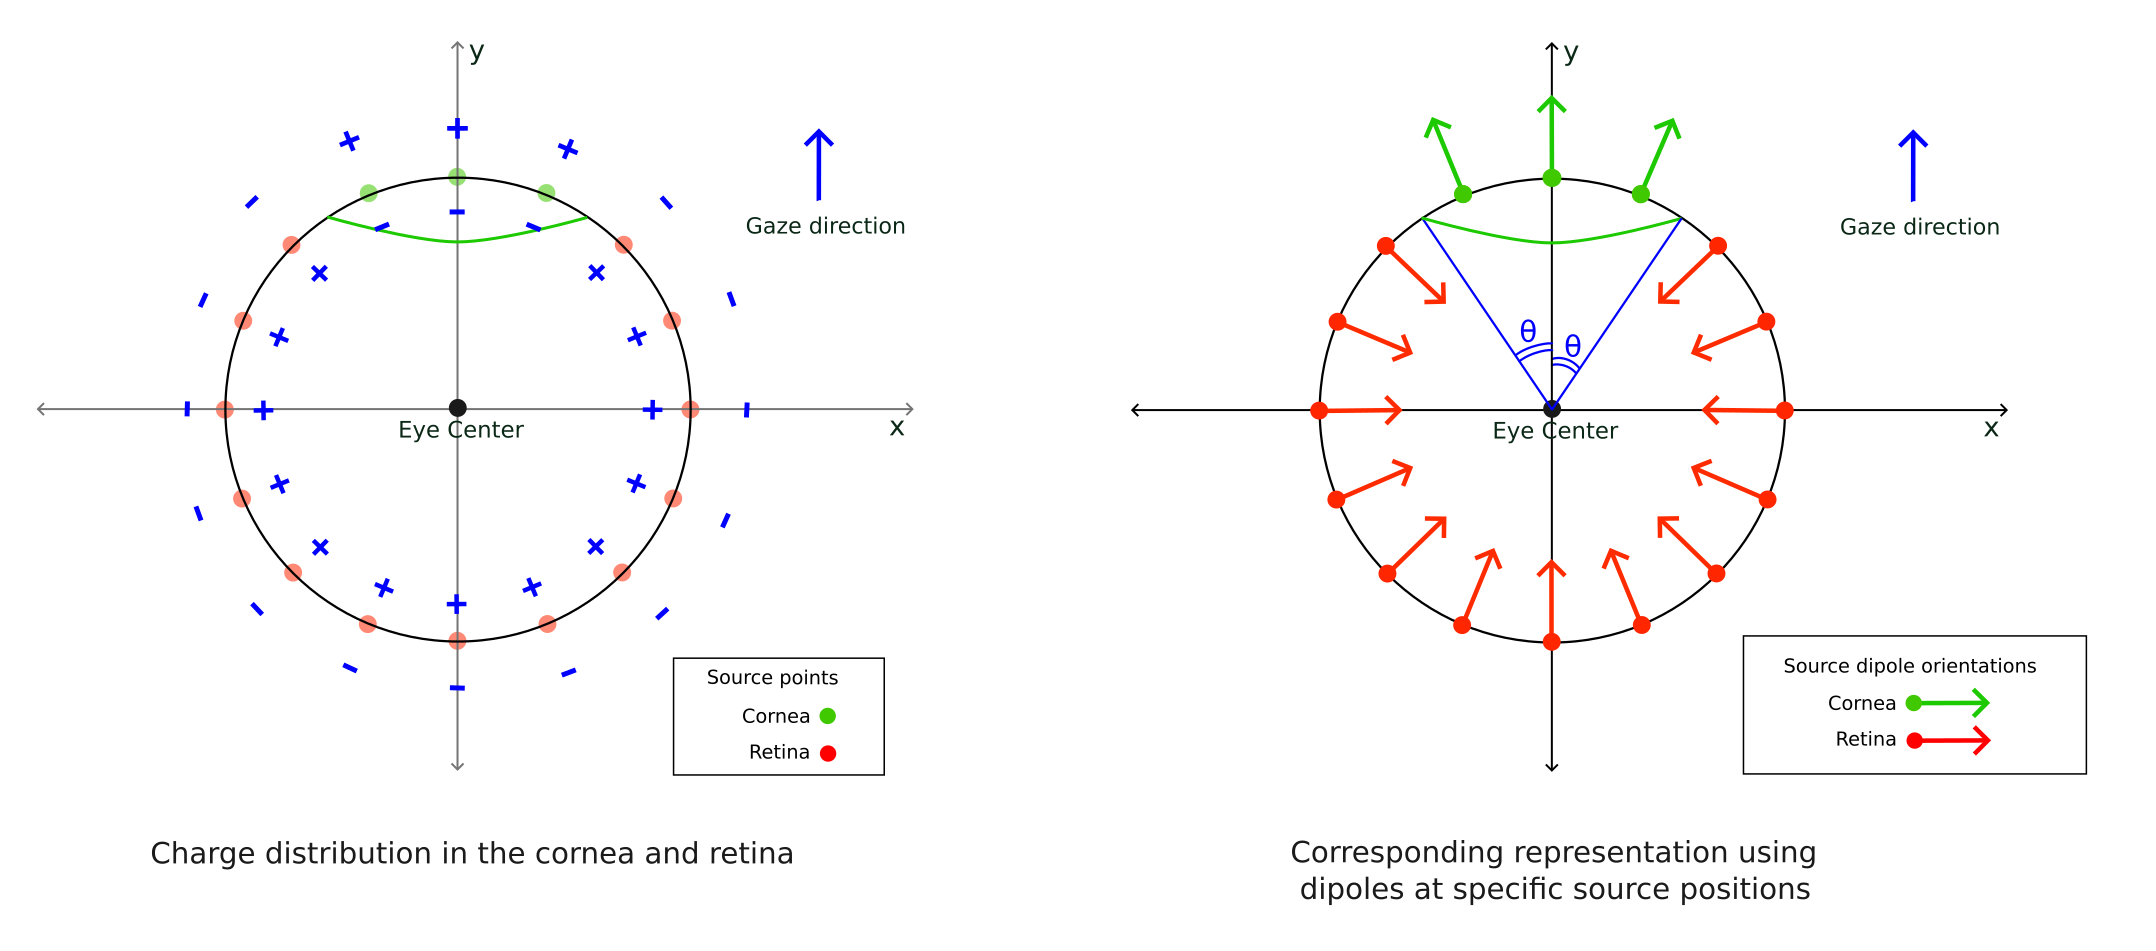 y
Gaze direction
Eye Center
x
Source points
Cornea
Retina
Charge distribution in the cornea and retina
y
Gaze direction
θ
θ
Eye Center
x
Source dipole orientations
Cornea
Retina
Corresponding representation using
dipoles at specific source positions